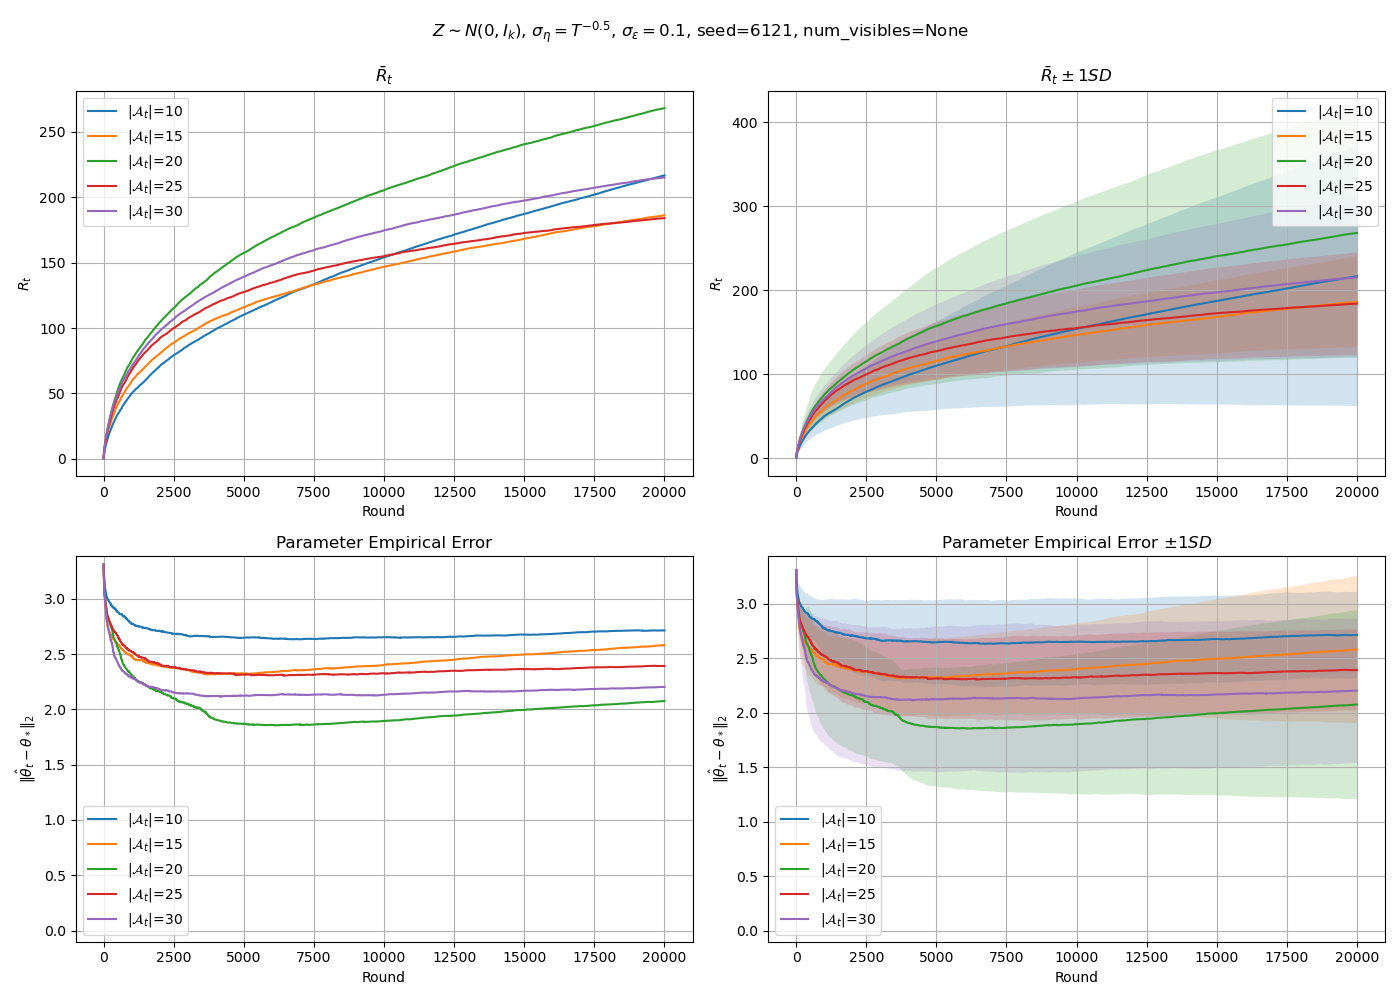 Z ∼ N(0, I_k), σ_η = T^{−0.5}, σ_ε = 0.1, seed=6121, num_visibles=None
R̄_t
R_t
250
200
150
100
50
0
|𝒜_t|=10
|𝒜_t|=15
|𝒜_t|=20
|𝒜_t|=25
|𝒜_t|=30
0 2500 5000 7500 10000 12500 15000 17500 20000
Round
R̄_t ± 1SD
R_t
400
300
200
100
0
|𝒜_t|=10
|𝒜_t|=15
|𝒜_t|=20
|𝒜_t|=25
|𝒜_t|=30
0 2500 5000 7500 10000 12500 15000 17500 20000
Round
Parameter Empirical Error
‖θ̂_t − θ_*‖_2
3.0
2.5
2.0
1.5
1.0
0.5
0.0
|𝒜_t|=10
|𝒜_t|=15
|𝒜_t|=20
|𝒜_t|=25
|𝒜_t|=30
0 2500 5000 7500 10000 12500 15000 17500 20000
Round
Parameter Empirical Error ±1SD
‖θ̂_t − θ_*‖_2
3.0
2.5
2.0
1.5
1.0
0.5
0.0
|𝒜_t|=10
|𝒜_t|=15
|𝒜_t|=20
|𝒜_t|=25
|𝒜_t|=30
0 2500 5000 7500 10000 12500 15000 17500 20000
Round